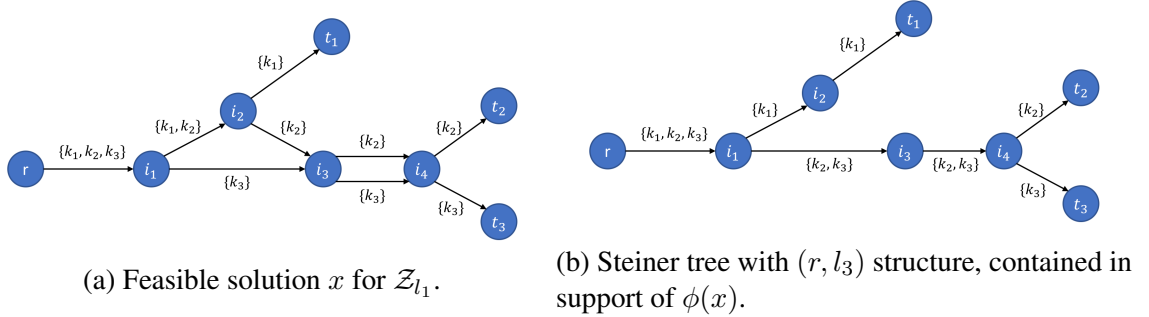 t₁
{k₁}
i₂
{k₁, k₂}
{k₂}
{k₁, k₂, k₃}
r
i₁
{k₃}
i₃
{k₂}
{k₃}
i₄
{k₂}
t₂
{k₃}
t₃
(a) Feasible solution x for 𝒵_{l₁}.
t₁
{k₁}
i₂
{k₁}
{k₁, k₂, k₃}
r
i₁
{k₂, k₃}
i₃
{k₂, k₃}
i₄
{k₂}
t₂
{k₃}
t₃
(b) Steiner tree with (r, l₃) structure, contained in
support of ϕ(x).